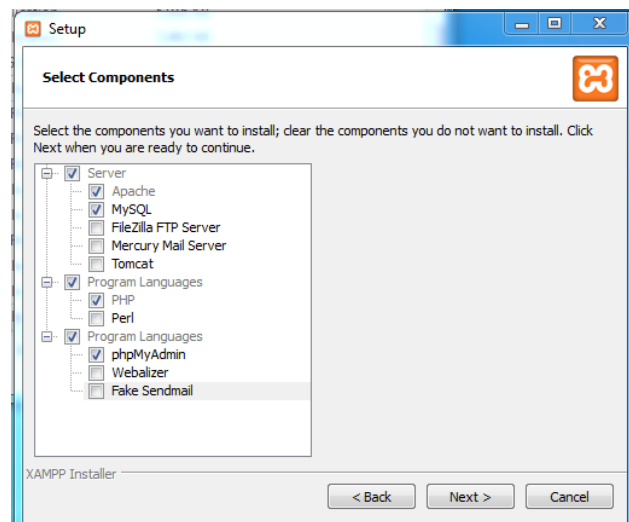 Setup
Select Components
Select the components you want to install; clear the components you do not want to install. Click
Next when you are ready to continue.
Server
Apache
MySQL
FileZilla FTP Server
Mercury Mail Server
Tomcat
Program Languages
PHP
Perl
Program Languages
phpMyAdmin
Webalizer
Fake Sendmail
XAMPP Installer
< Back Next > Cancel